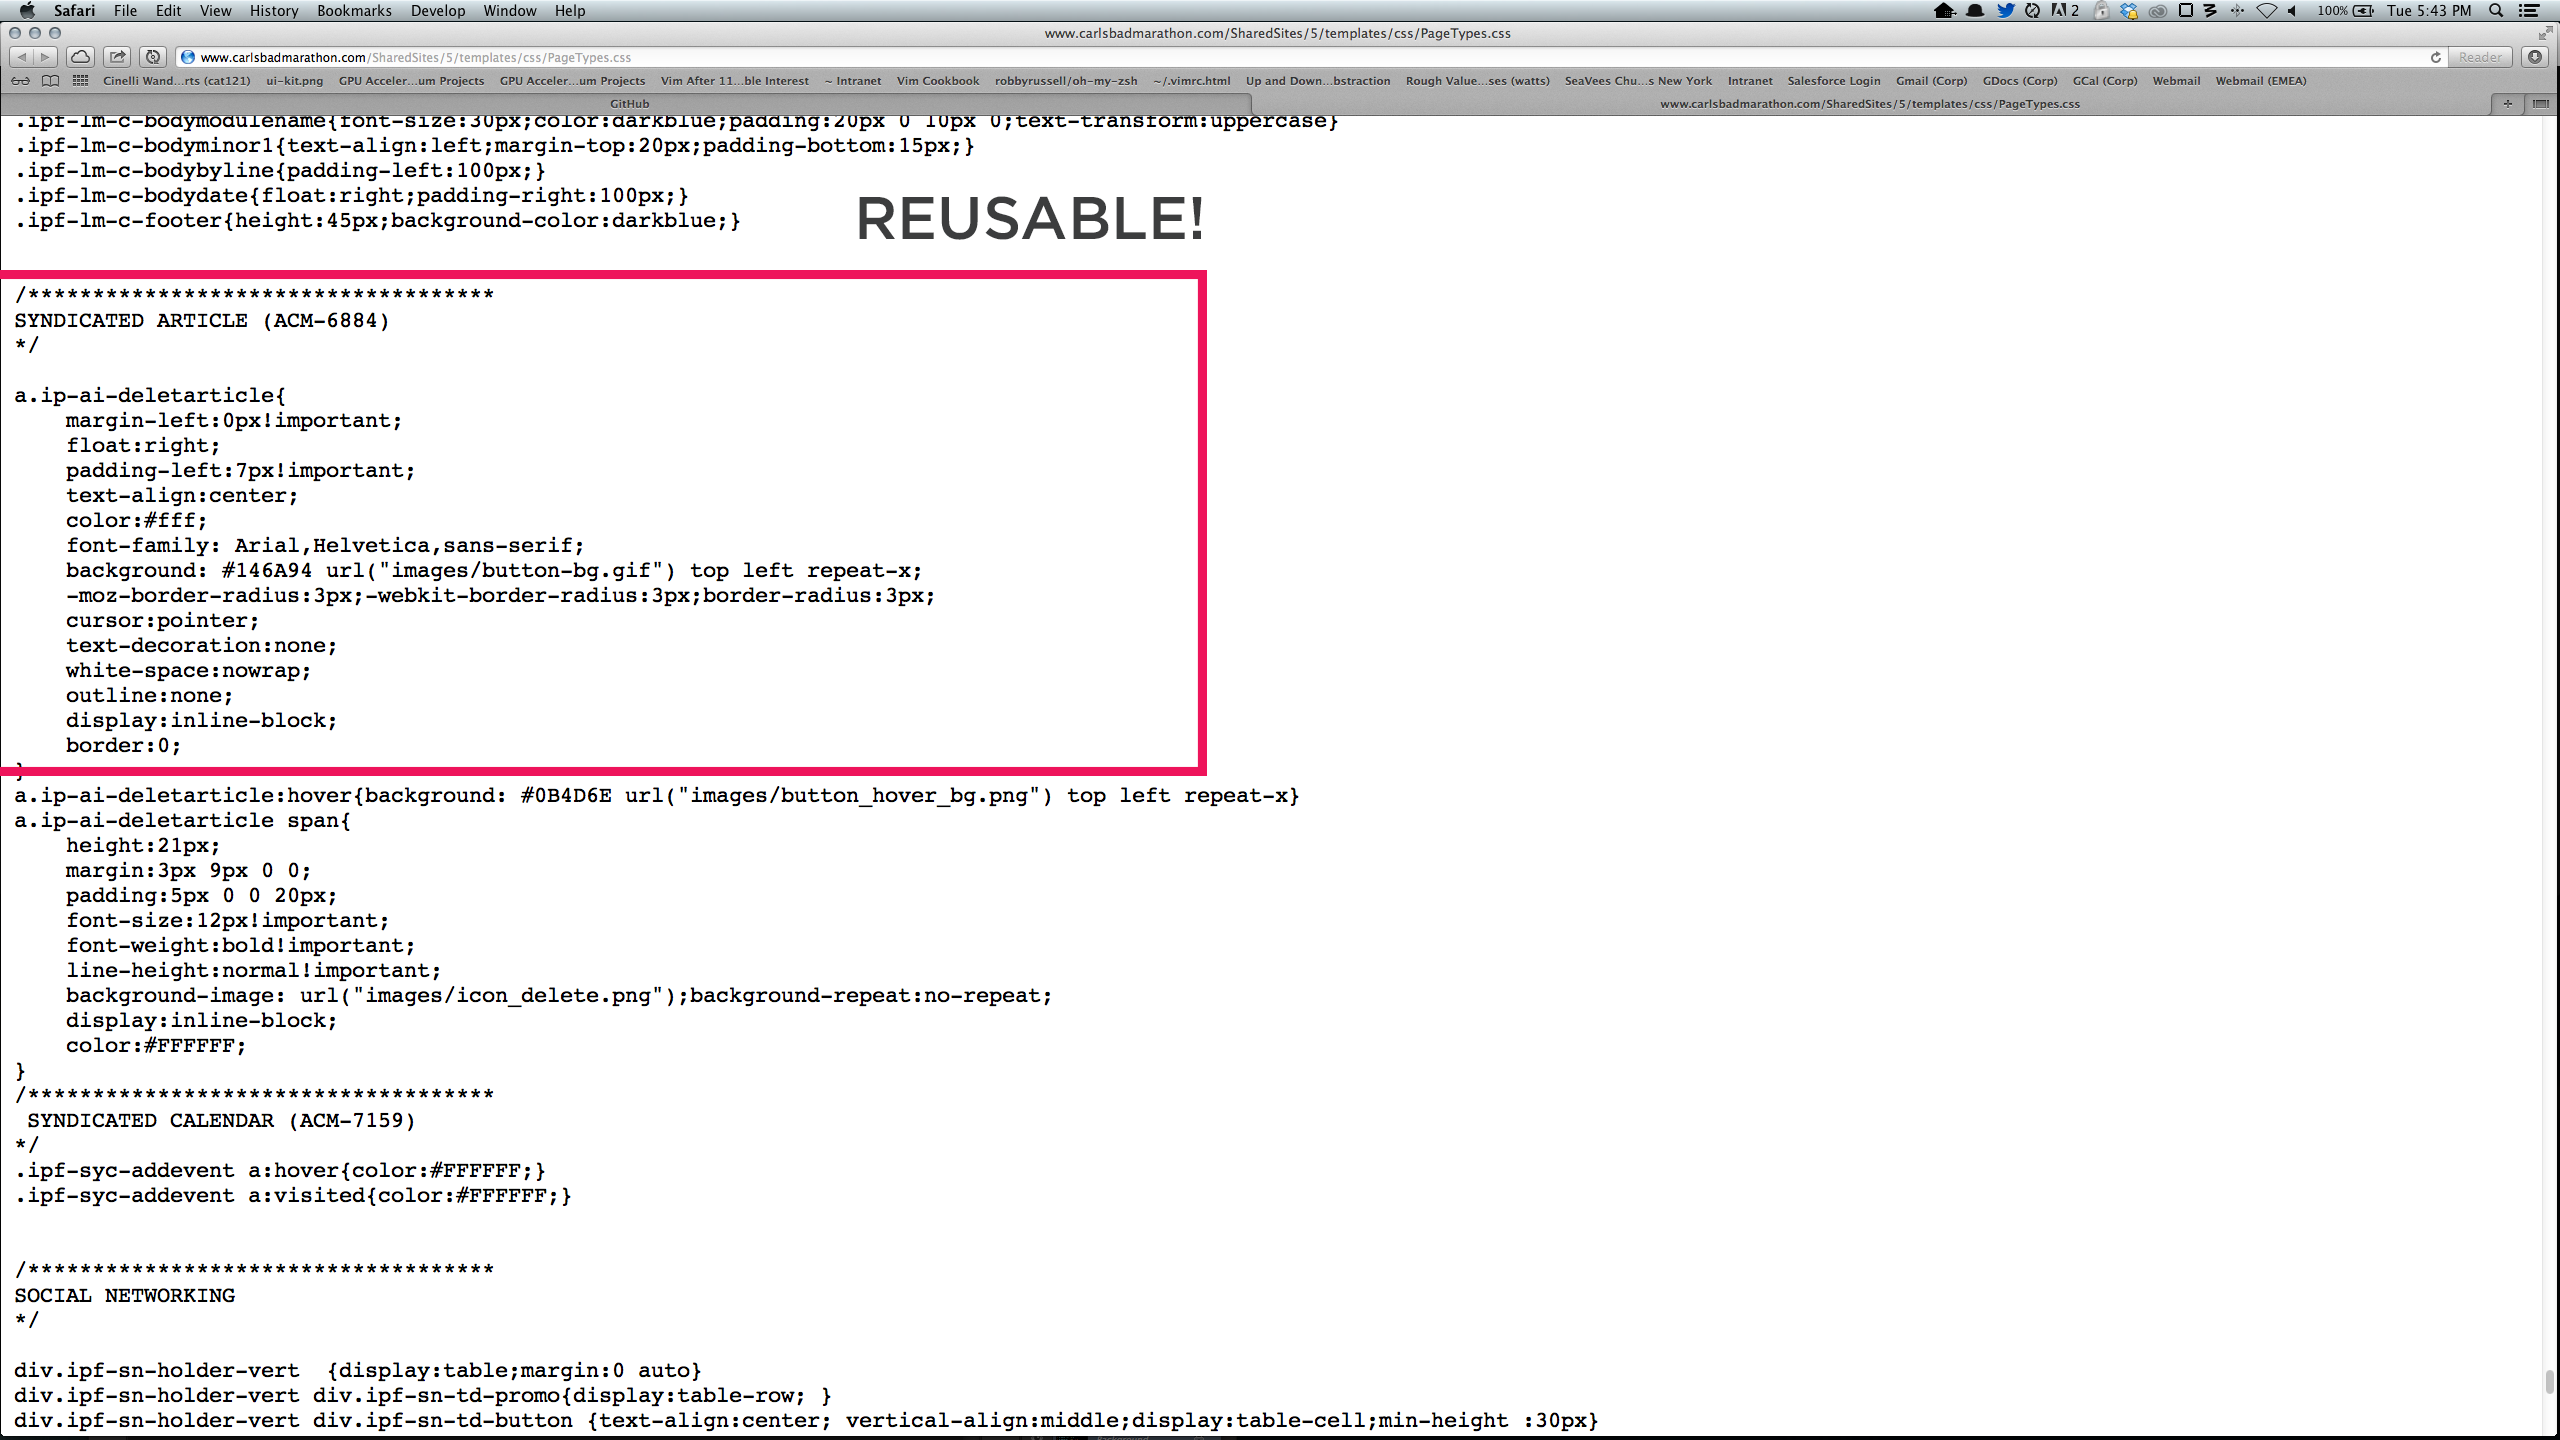 Safari File Edit View History Bookmarks Develop Window Help 2 100% Tue 5:43 PM
www.carlsbadmarathon.com/SharedSites/5/templates/css/PageTypes.css
www.carlsbadmarathon.com/SharedSites/5/templates/css/PageTypes.css Reader
Cinelli Wand...rts (cat121) ui-kit.png GPU Acceler...um Projects GPU Acceler...um Projects Vim After 11...ble Interest ~ Intranet Vim Cookbook robbyrussell/oh-my-zsh ~/.vimrc.html Up and Down...bstraction Rough Value...ses (watts) SeaVees Chu...s New York Intranet Salesforce Login Gmail (Corp) GDocs (Corp) GCal (Corp) Webmail Webmail (EMEA)
GitHub www.carlsbadmarathon.com/SharedSites/5/templates/css/PageTypes.css
.ipf-lm-c-bodymodulename{font-size:30px;color:darkblue;padding:20px 0 10px 0;text-transform:uppercase}
.ipf-lm-c-bodyminor1{text-align:left;margin-top:20px;padding-bottom:15px;}
.ipf-lm-c-bodybyline{padding-left:100px;}
.ipf-lm-c-bodydate{float:right;padding-right:100px;}
.ipf-lm-c-footer{height:45px;background-color:darkblue;}
REUSABLE!
/************************************
SYNDICATED ARTICLE (ACM-6884)
*/
a.ip-ai-deletarticle{
margin-left:0px!important;
float:right;
padding-left:7px!important;
text-align:center;
color:#fff;
font-family: Arial,Helvetica,sans-serif;
background: #146A94 url("images/button-bg.gif") top left repeat-x;
-moz-border-radius:3px;-webkit-border-radius:3px;border-radius:3px;
cursor:pointer;
text-decoration:none;
white-space:nowrap;
outline:none;
display:inline-block;
border:0;
}
a.ip-ai-deletarticle:hover{background: #0B4D6E url("images/button_hover_bg.png") top left repeat-x}
a.ip-ai-deletarticle span{
height:21px;
margin:3px 9px 0 0;
padding:5px 0 0 20px;
font-size:12px!important;
font-weight:bold!important;
line-height:normal!important;
background-image: url("images/icon_delete.png");background-repeat:no-repeat;
display:inline-block;
color:#FFFFFF;
}
/************************************
SYNDICATED CALENDAR (ACM-7159)
*/
.ipf-syc-addevent a:hover{color:#FFFFFF;}
.ipf-syc-addevent a:visited{color:#FFFFFF;}
/************************************
SOCIAL NETWORKING
*/
div.ipf-sn-holder-vert  {display:table;margin:0 auto}
div.ipf-sn-holder-vert div.ipf-sn-td-promo{display:table-row; }
div.ipf-sn-holder-vert div.ipf-sn-td-button {text-align:center; vertical-align:middle;display:table-cell;min-height :30px}